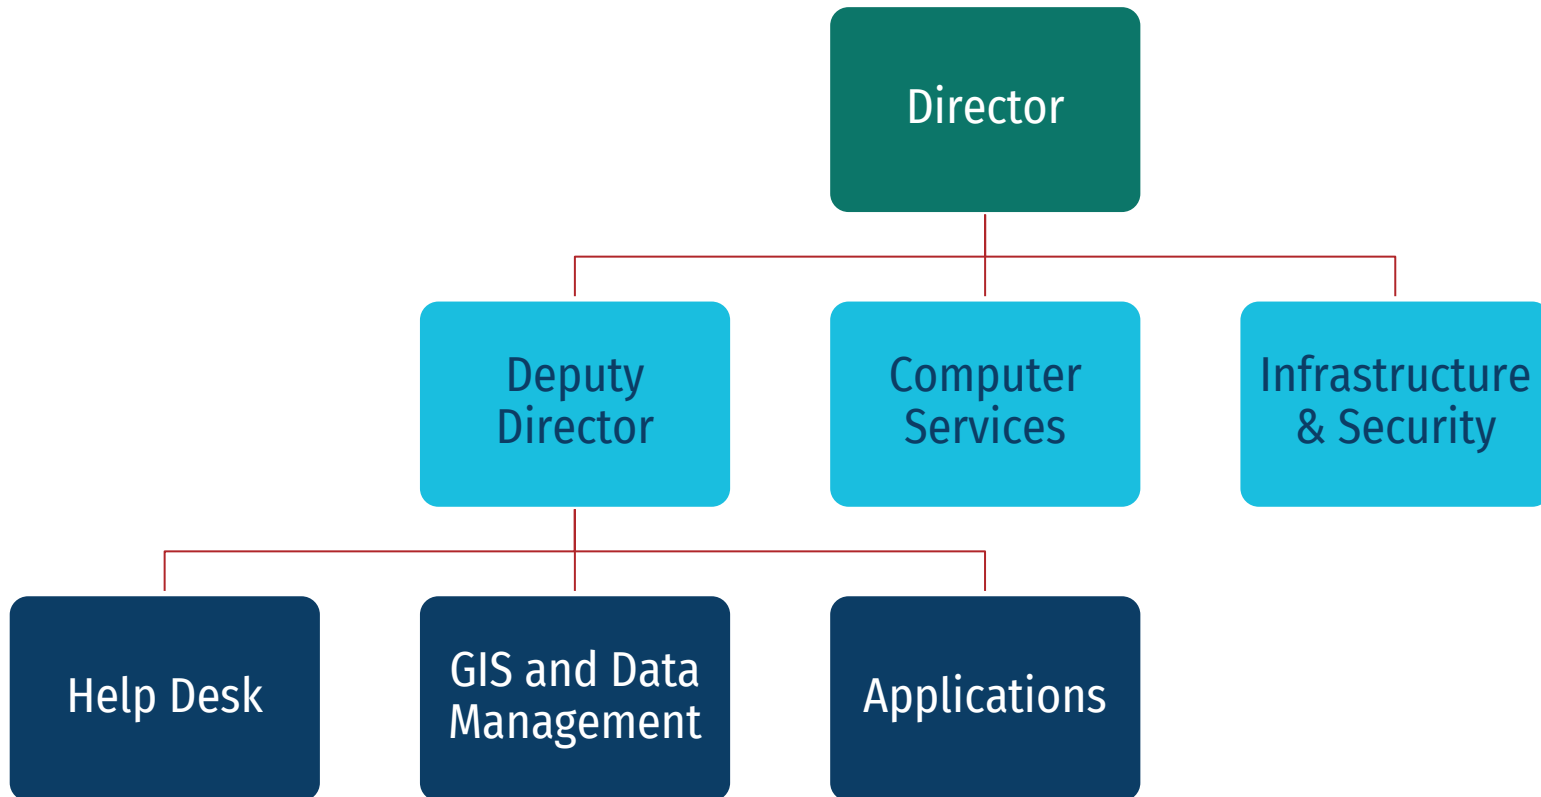 Director
Deputy
Director
Computer
Services
Infrastructure
& Security
Help Desk
GIS and Data
Management
Applications